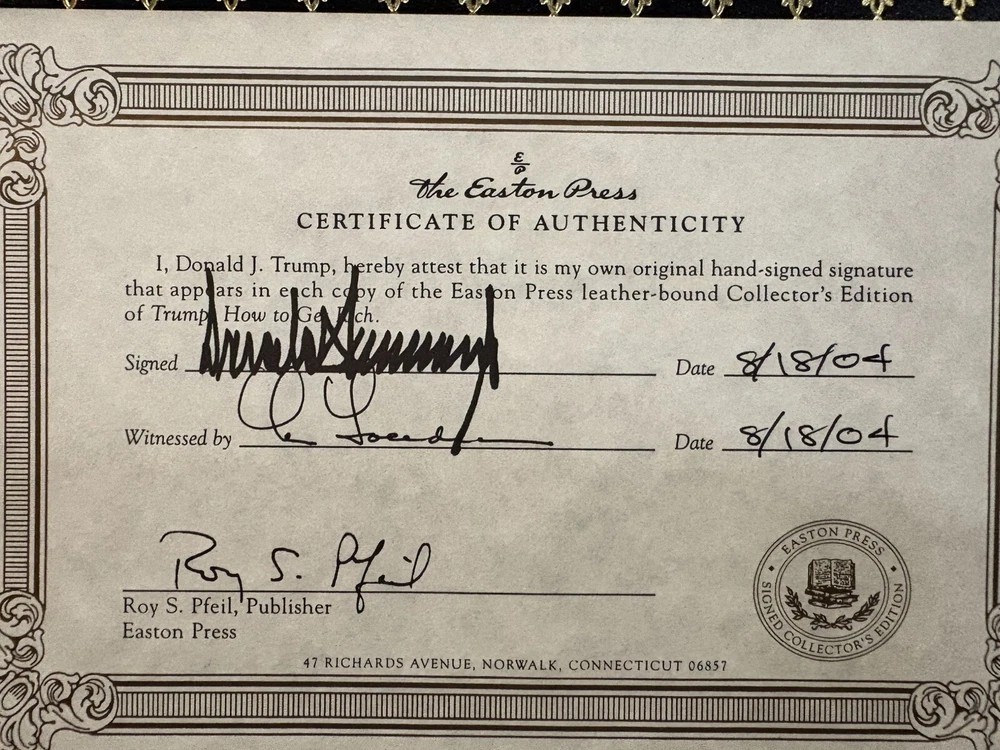 E
P
The Easton Press
CERTIFICATE OF AUTHENTICITY
I, Donald J. Trump, hereby attest that it is my own original hand-signed signature
that appears in each copy of the Easton Press leather-bound Collector's Edition
of Trump: How to Get Rich.
Signed Date 8/18/04
Witnessed by Date 8/18/04
Roy S. Pfeil
Roy S. Pfeil, Publisher
Easton Press
EASTON PRESS
SIGNED COLLECTOR'S EDITION
47 RICHARDS AVENUE, NORWALK, CONNECTICUT 06857